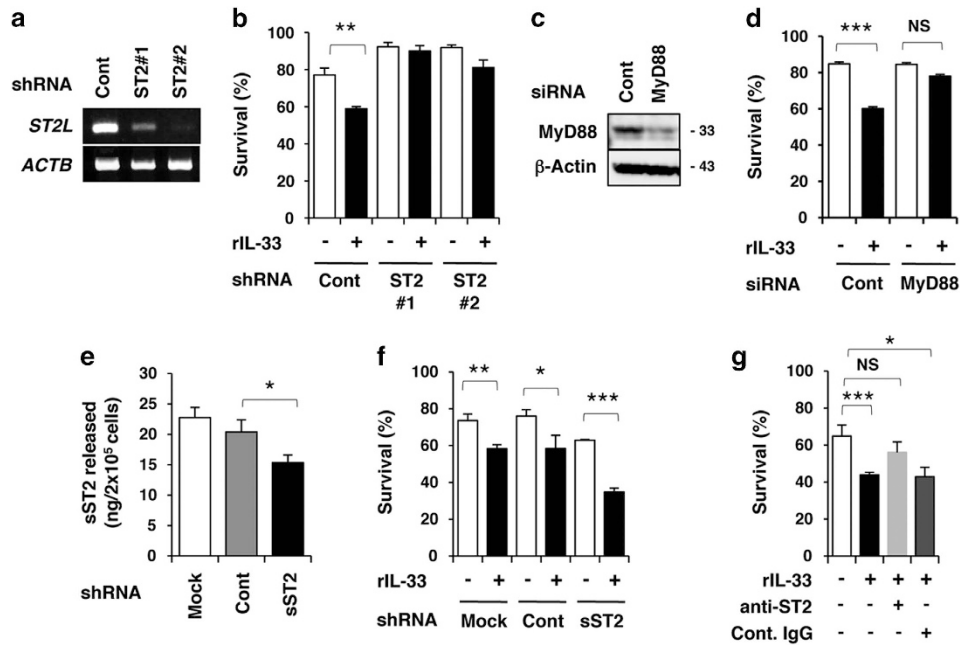 a
shRNA
Cont
ST2#1
ST2#2
ST2L
ACTB
b
Survival (%)
100
80
60
40
20
0
**
rIL-33 - + - + - +
shRNA Cont ST2 #1 ST2 #2
c
siRNA
Cont
MyD88
MyD88 - 33
β-Actin - 43
d
Survival (%)
100
80
60
40
20
0
***
NS
rIL-33 - + - +
siRNA Cont MyD88
e
sST2 released
(ng/2x10⁵ cells)
30
25
20
15
10
5
0
*
shRNA
Mock
Cont
sST2
f
Survival (%)
100
80
60
40
20
0
**
*
***
rIL-33 - + - + - +
shRNA Mock Cont sST2
g
Survival (%)
100
80
60
40
20
0
*
NS
***
rIL-33 - + + +
anti-ST2 - - + -
Cont. IgG - - - +